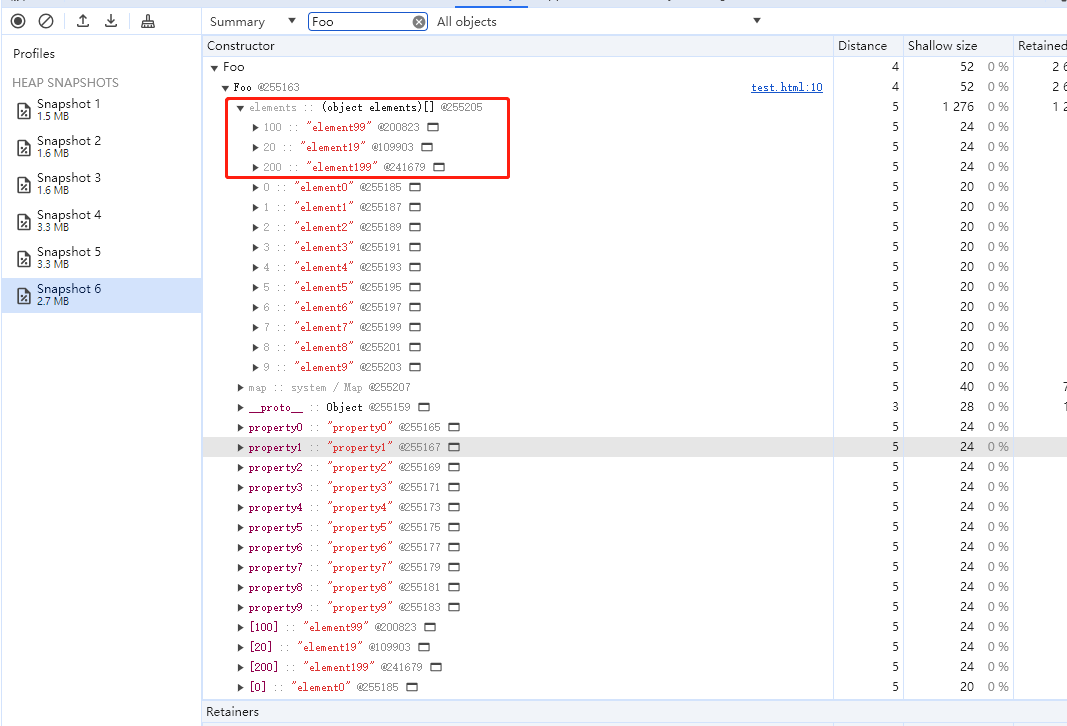 Summary ▼ Foo All objects ▼
Profiles
HEAP SNAPSHOTS
Snapshot 1
1.5 MB
Snapshot 2
1.6 MB
Snapshot 3
1.6 MB
Snapshot 4
3.3 MB
Snapshot 5
3.3 MB
Snapshot 6
2.7 MB
Constructor Distance Shallow size Retained
▼ Foo 4 52 0 % 2 6
▼ Foo @255163 test.html:10 4 52 0 % 2 6
▼ elements :: (object elements)[] @255205 5 1 276 0 % 1 2
▶ 100 :: "element99" @200823 5 24 0 %
▶ 20 :: "element19" @109903 5 24 0 %
▶ 200 :: "element199" @241679 5 24 0 %
▶ 0 :: "element0" @255185 5 20 0 %
▶ 1 :: "element1" @255187 5 20 0 %
▶ 2 :: "element2" @255189 5 20 0 %
▶ 3 :: "element3" @255191 5 20 0 %
▶ 4 :: "element4" @255193 5 20 0 %
▶ 5 :: "element5" @255195 5 20 0 %
▶ 6 :: "element6" @255197 5 20 0 %
▶ 7 :: "element7" @255199 5 20 0 %
▶ 8 :: "element8" @255201 5 20 0 %
▶ 9 :: "element9" @255203 5 20 0 %
▶ map :: system / Map @255207 5 40 0 % 7
▶ __proto__ :: Object @255159 3 28 0 % 1
▶ property0 :: "property0" @255165 5 24 0 %
▶ property1 :: "property1" @255167 5 24 0 %
▶ property2 :: "property2" @255169 5 24 0 %
▶ property3 :: "property3" @255171 5 24 0 %
▶ property4 :: "property4" @255173 5 24 0 %
▶ property5 :: "property5" @255175 5 24 0 %
▶ property6 :: "property6" @255177 5 24 0 %
▶ property7 :: "property7" @255179 5 24 0 %
▶ property8 :: "property8" @255181 5 24 0 %
▶ property9 :: "property9" @255183 5 24 0 %
▶ [100] :: "element99" @200823 5 24 0 %
▶ [20] :: "element19" @109903 5 24 0 %
▶ [200] :: "element199" @241679 5 24 0 %
▶ [0] :: "element0" @255185 5 20 0 %
Retainers